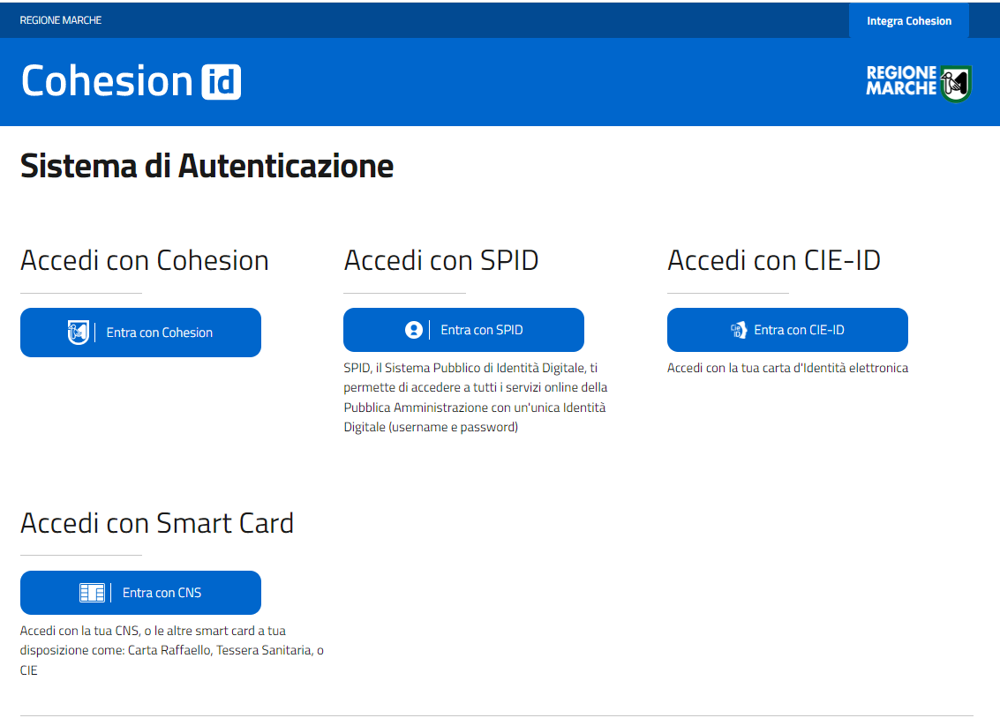 REGIONE MARCHE
Integra Cohesion
Cohesion id
REGIONE
MARCHE
Sistema di Autenticazione
Accedi con Cohesion
Entra con Cohesion
Accedi con SPID
Entra con SPID
SPID, il Sistema Pubblico di Identità Digitale, ti
permette di accedere a tutti i servizi online della
Pubblica Amministrazione con un'unica Identità
Digitale (username e password)
Accedi con CIE-ID
Cie
ID
Entra con CIE-ID
Accedi con la tua carta d'Identità elettronica
Accedi con Smart Card
Entra con CNS
Accedi con la tua CNS, o le altre smart card a tua
disposizione come: Carta Raffaello, Tessera Sanitaria, o
CIE